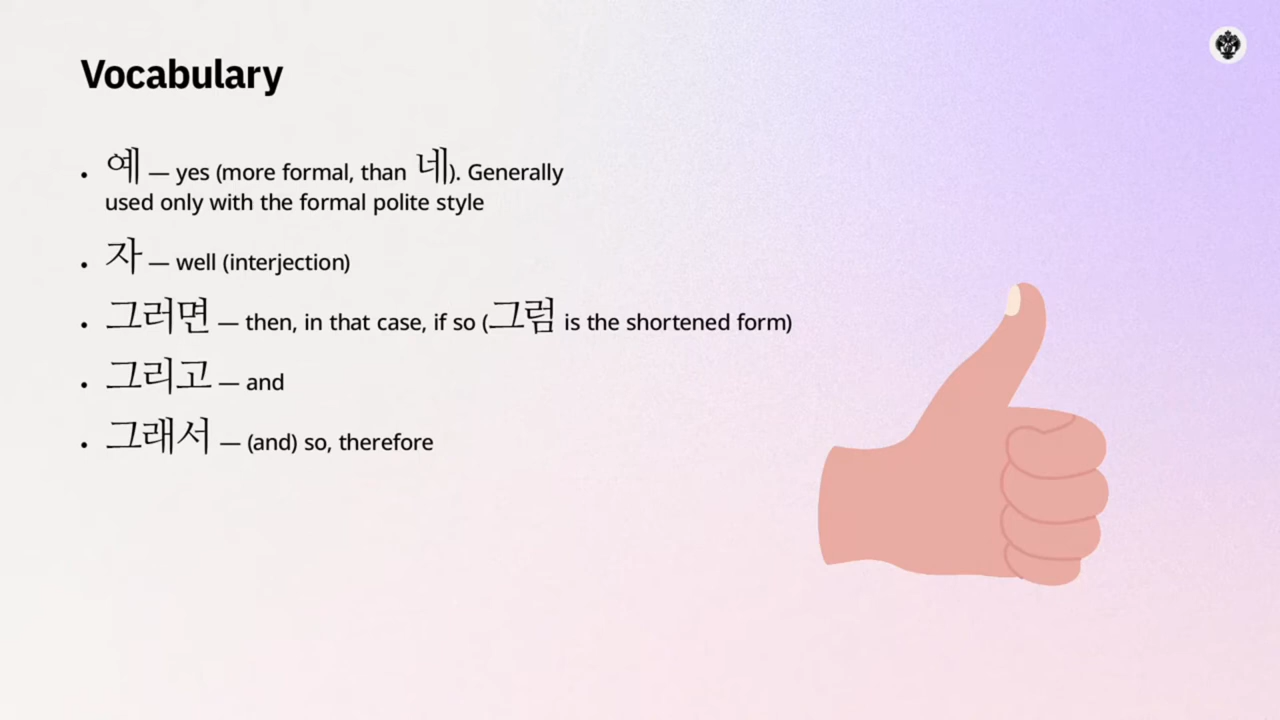 Vocabulary
• 예 — yes (more formal, than 네). Generally
used only with the formal polite style
• 자 — well (interjection)
• 그러면 — then, in that case, if so (그럼 is the shortened form)
• 그리고 — and
• 그래서 — (and) so, therefore